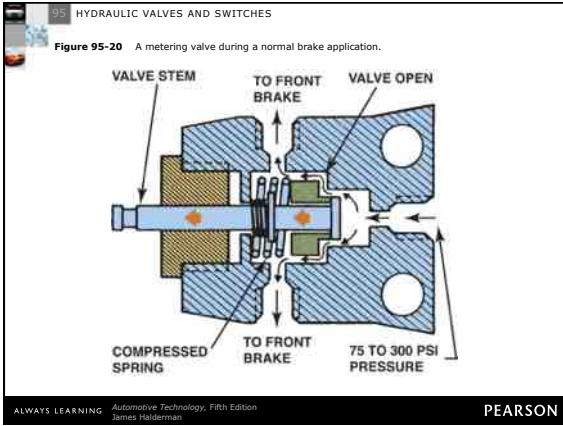 95 HYDRAULIC VALVES AND SWITCHES
Figure 95-20 A metering valve during a normal brake application.
VALVE STEM
TO FRONT
BRAKE
VALVE OPEN
COMPRESSED
SPRING
TO FRONT
BRAKE
75 TO 300 PSI
PRESSURE
ALWAYS LEARNING
Automotive Technology, Fifth Edition
James Halderman
PEARSON